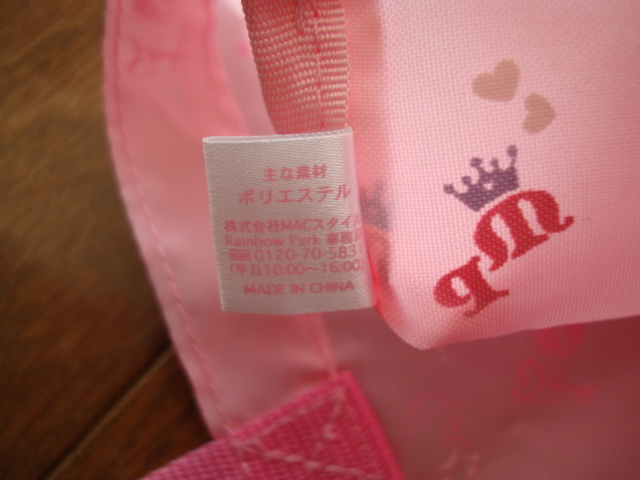 主な素材
ポリエステル
株式会社MACスタイ
Rainbow Park
0120-70-583
(平日10:00〜16:00
MADE IN CHINA